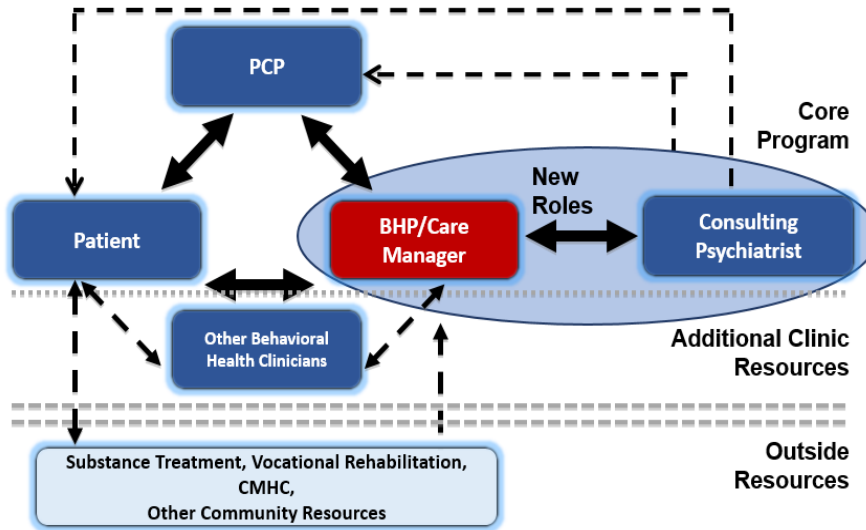 PCP
Core
Program
New
Roles
Patient
BHP/Care
Manager
Consulting
Psychiatrist
Other Behavioral
Health Clinicians
Additional Clinic
Resources
Substance Treatment, Vocational Rehabilitation,
CMHC,
Other Community Resources
Outside
Resources